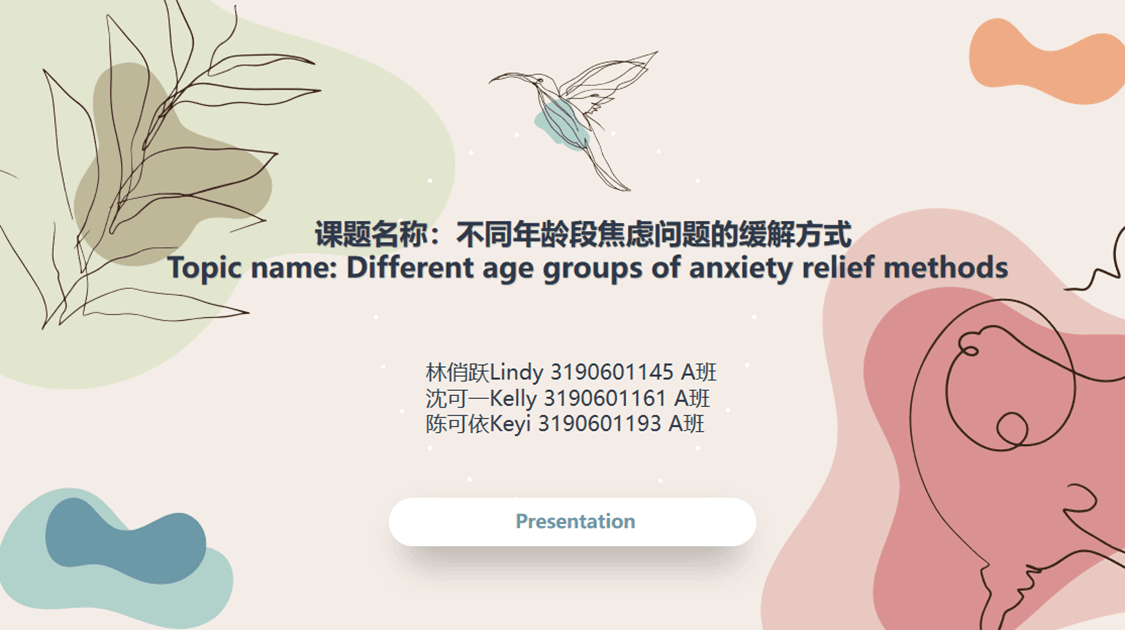 课题名称：不同年龄段焦虑问题的缓解方式
Topic name: Different age groups of anxiety relief methods
林俏跃Lindy 3190601145 A班
沈可一Kelly 3190601161 A班
陈可依Keyi 3190601193 A班
Presentation